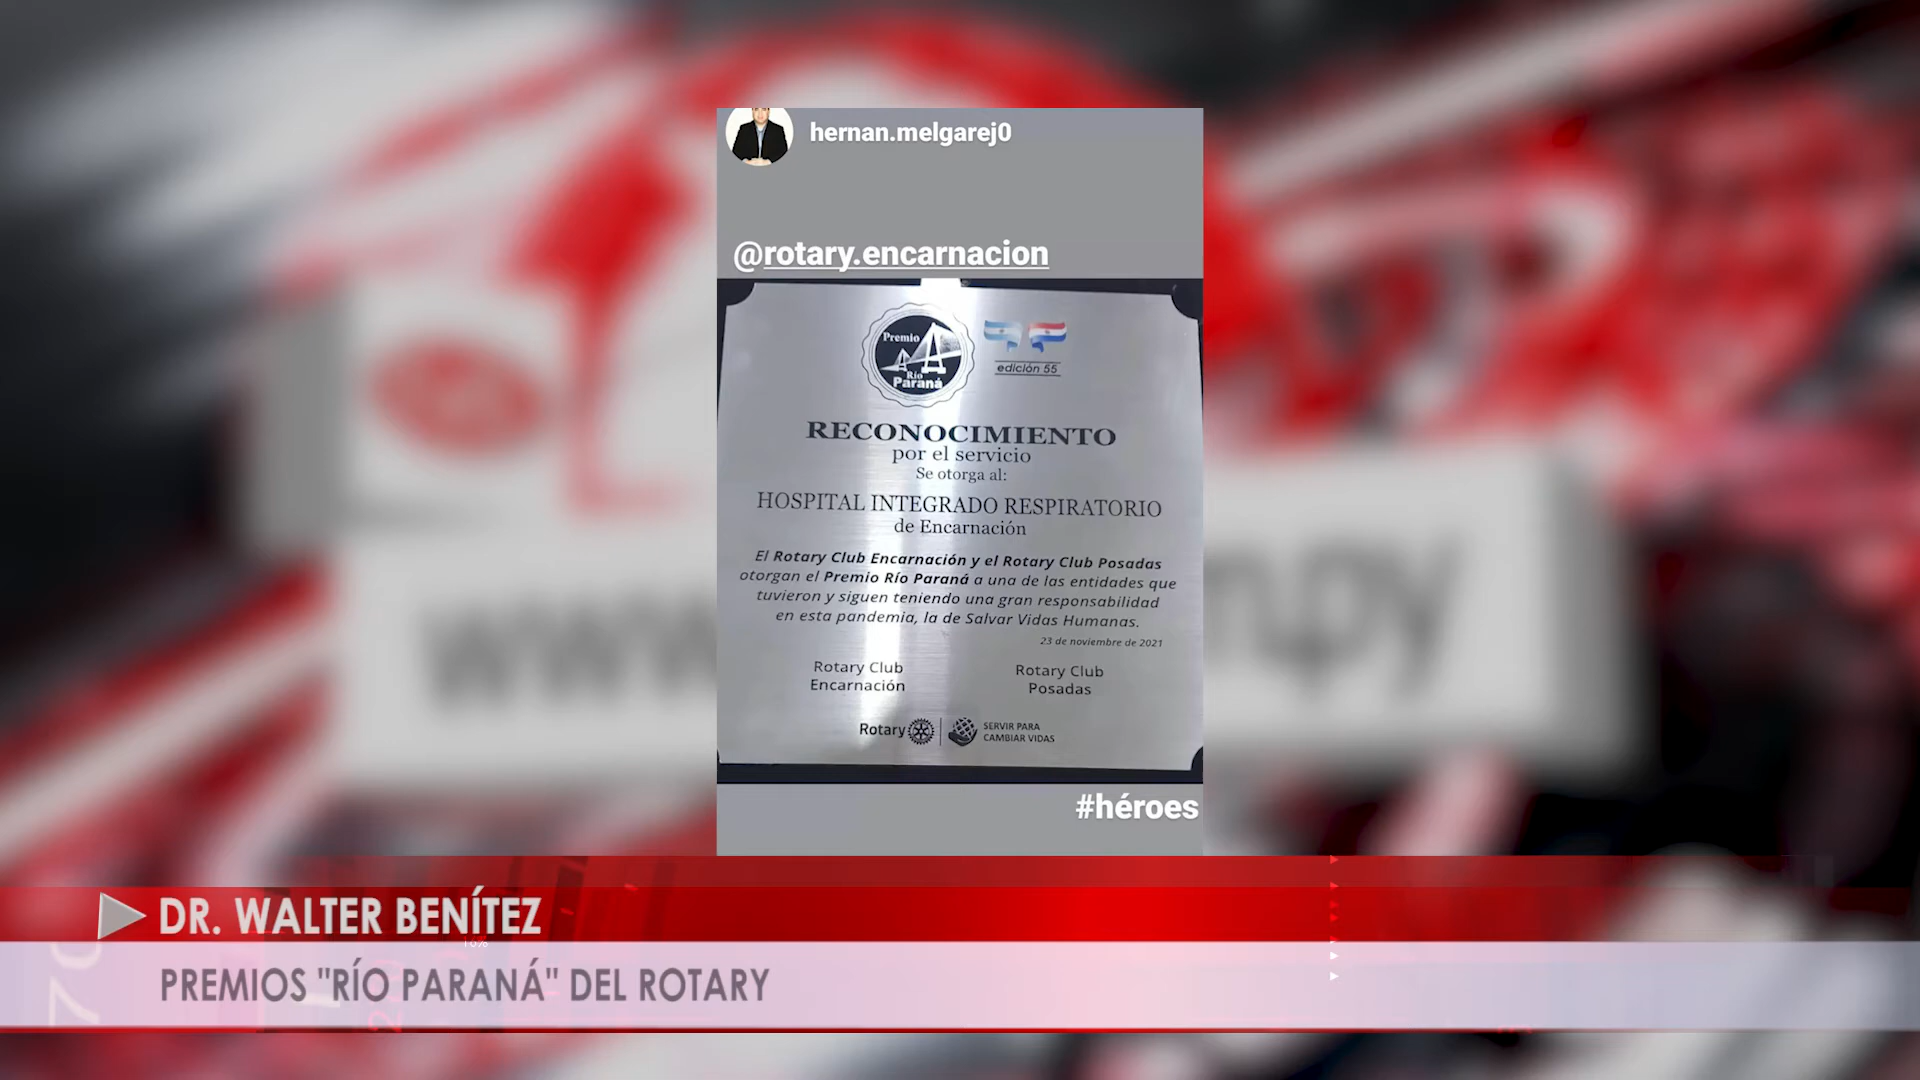 hernan.melgarej0
@rotary.encarnacion
Premio
Río
Paraná
edición 55
RECONOCIMIENTO
por el servicio
Se otorga al:
HOSPITAL INTEGRADO RESPIRATORIO
de Encarnación
El Rotary Club Encarnación y el Rotary Club Posadas
otorgan el Premio Río Paraná a una de las entidades que
tuvieron y siguen teniendo una gran responsabilidad
en esta pandemia, la de Salvar Vidas Humanas.
23 de noviembre de 2021
Rotary Club
Encarnación
Rotary Club
Posadas
Rotary
SERVIR PARA
CAMBIAR VIDAS
#héroes
DR. WALTER BENÍTEZ
16%
PREMIOS "RÍO PARANÁ" DEL ROTARY